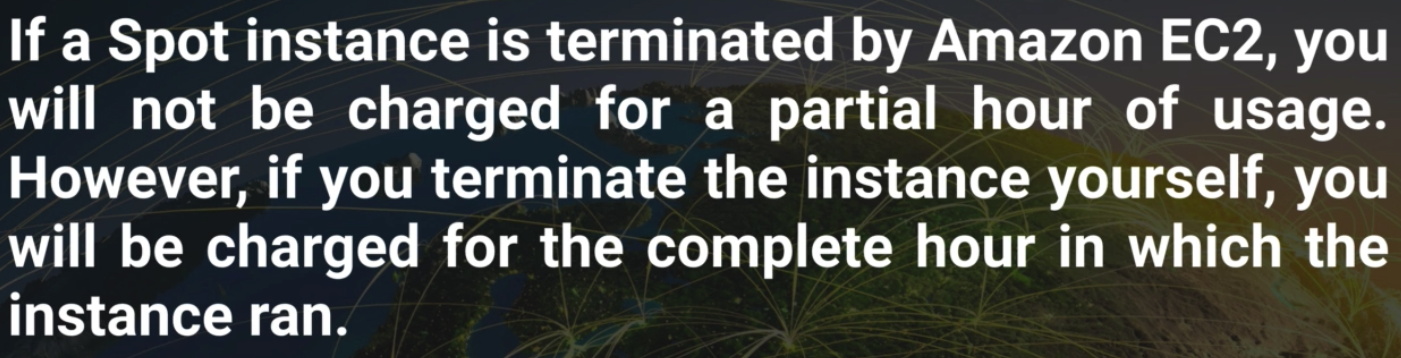 If a Spot instance is terminated by Amazon EC2, you
will not be charged for a partial hour of usage.
However, if you terminate the instance yourself, you
will be charged for the complete hour in which the
instance ran.